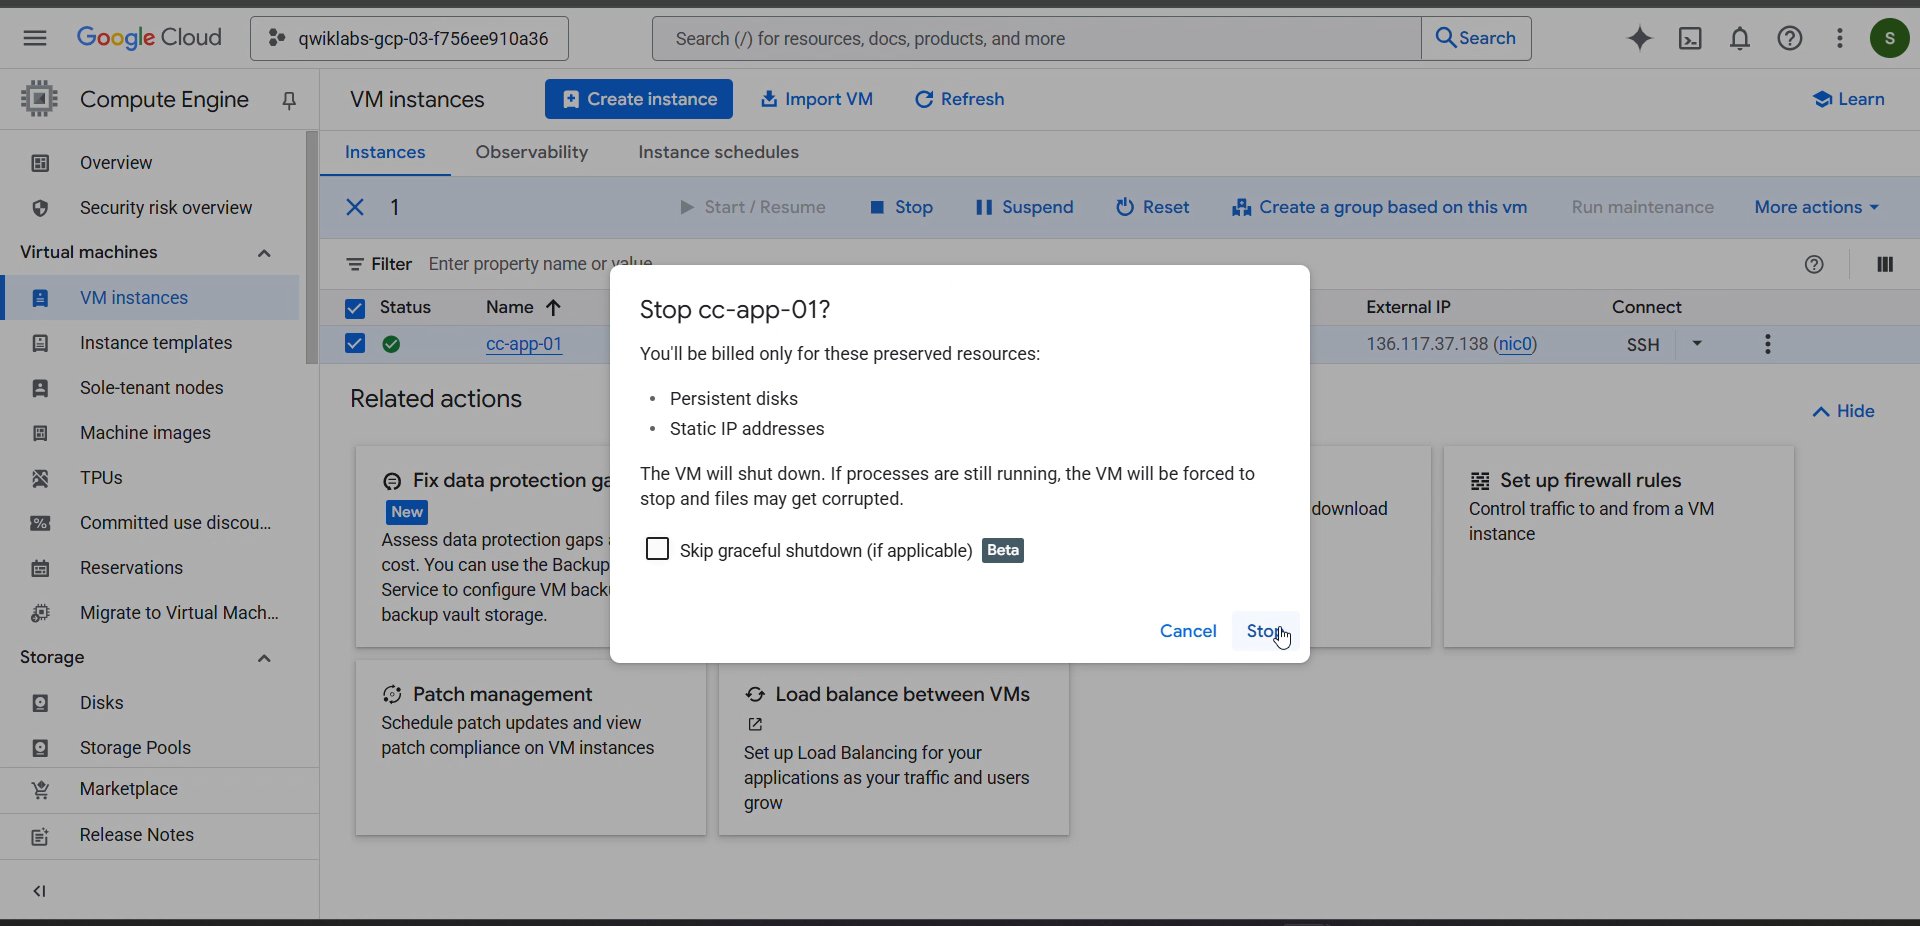 Google Cloud
qwiklabs-gcp-03-f756ee910a36
Search (/) for resources, docs, products, and more
Search
S
Compute Engine
VM instances
Create instance
Import VM
Refresh
Learn
Overview
Security risk overview
Virtual machines
VM instances
Instance templates
Sole-tenant nodes
Machine images
TPUs
Committed use discou...
Reservations
Migrate to Virtual Mach...
Storage
Disks
Storage Pools
Marketplace
Release Notes
Instances
Observability
Instance schedules
1
Start / Resume
Stop
Suspend
Reset
Create a group based on this vm
Run maintenance
More actions
Filter
Enter property name or value
Status
Name
External IP
Connect
cc-app-01
136.117.37.138 (nic0)
SSH
Related actions
Hide
Fix data protection
New
Assess data protection gaps
cost. You can use the Backup
Service to configure VM
backup vault storage.
download
Set up firewall rules
Control traffic to and from a VM
instance
Patch management
Schedule patch updates and view
patch compliance on VM instances
Load balance between VMs
Set up Load Balancing for your
applications as your traffic and users
grow
Stop cc-app-01?
You'll be billed only for these preserved resources:
• Persistent disks
• Static IP addresses
The VM will shut down. If processes are still running, the VM will be forced to
stop and files may get corrupted.
Skip graceful shutdown (if applicable)
Beta
Cancel
Stop